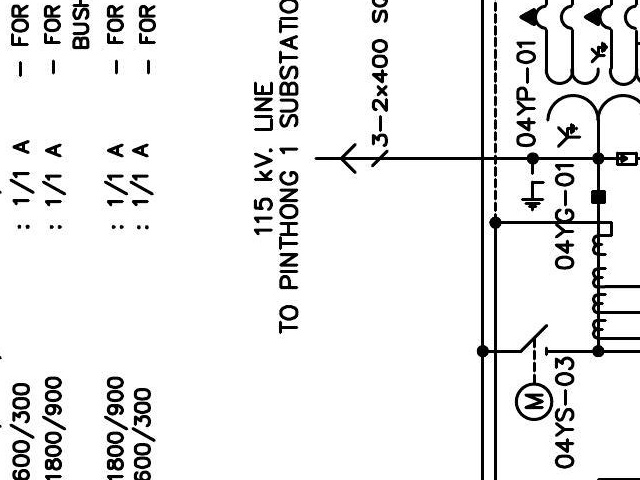 600/300 : 1/1 A – FOR
1800/900 : 1/1 A – FOR
BUSH
1800/900 : 1/1 A – FOR
600/300 : 1/1 A – FOR
115 kV. LINE
TO PINTHONG 1 SUBSTATIO
3–2x400 SQ
04YP–01
04YG–01
04YS–03
M
Y
Y